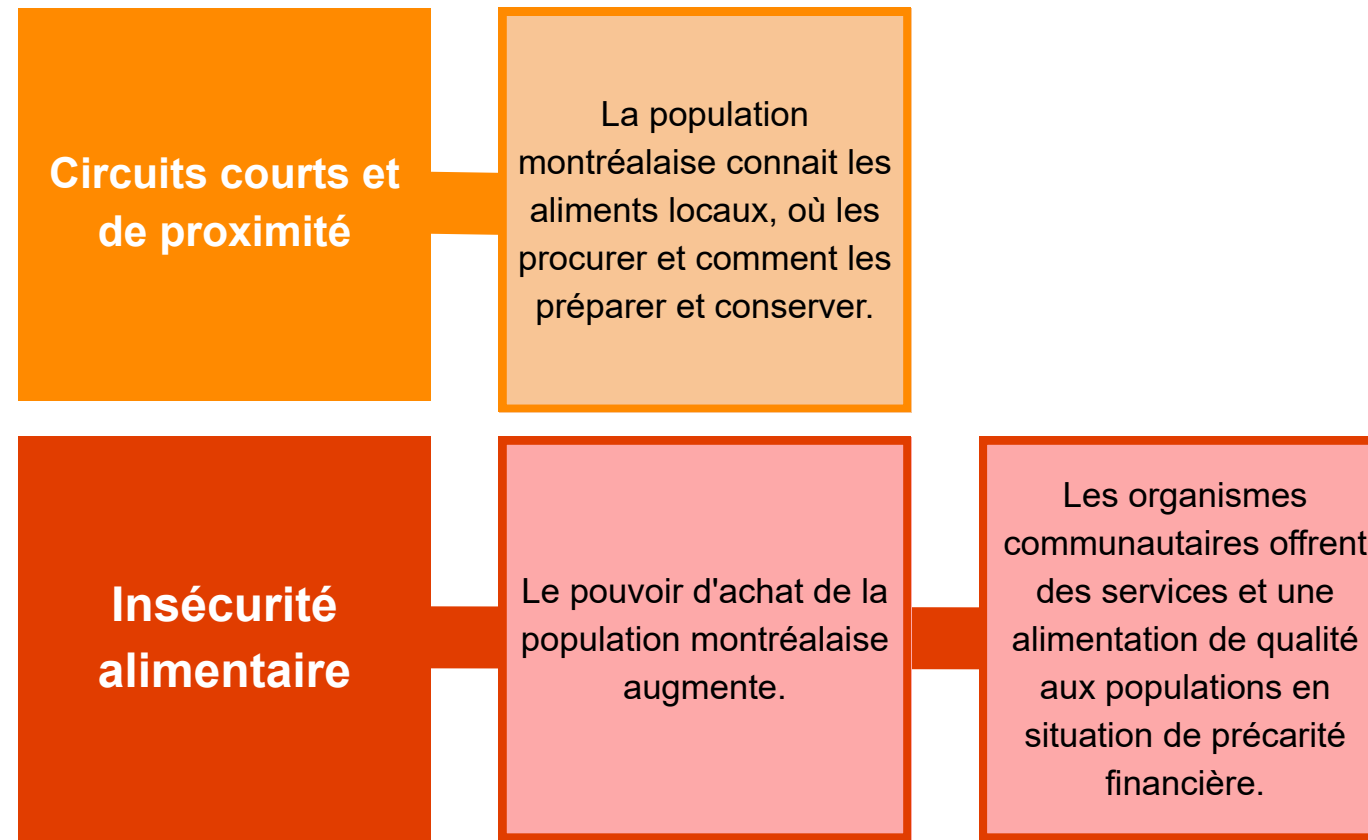 Circuits courts et
de proximité
La population
montréalaise connait les
aliments locaux, où les
procurer et comment les
préparer et conserver.
Insécurité
alimentaire
Le pouvoir d'achat de la
population montréalaise
augmente.
Les organismes
communautaires offrent
des services et une
alimentation de qualité
aux populations en
situation de précarité
financière.